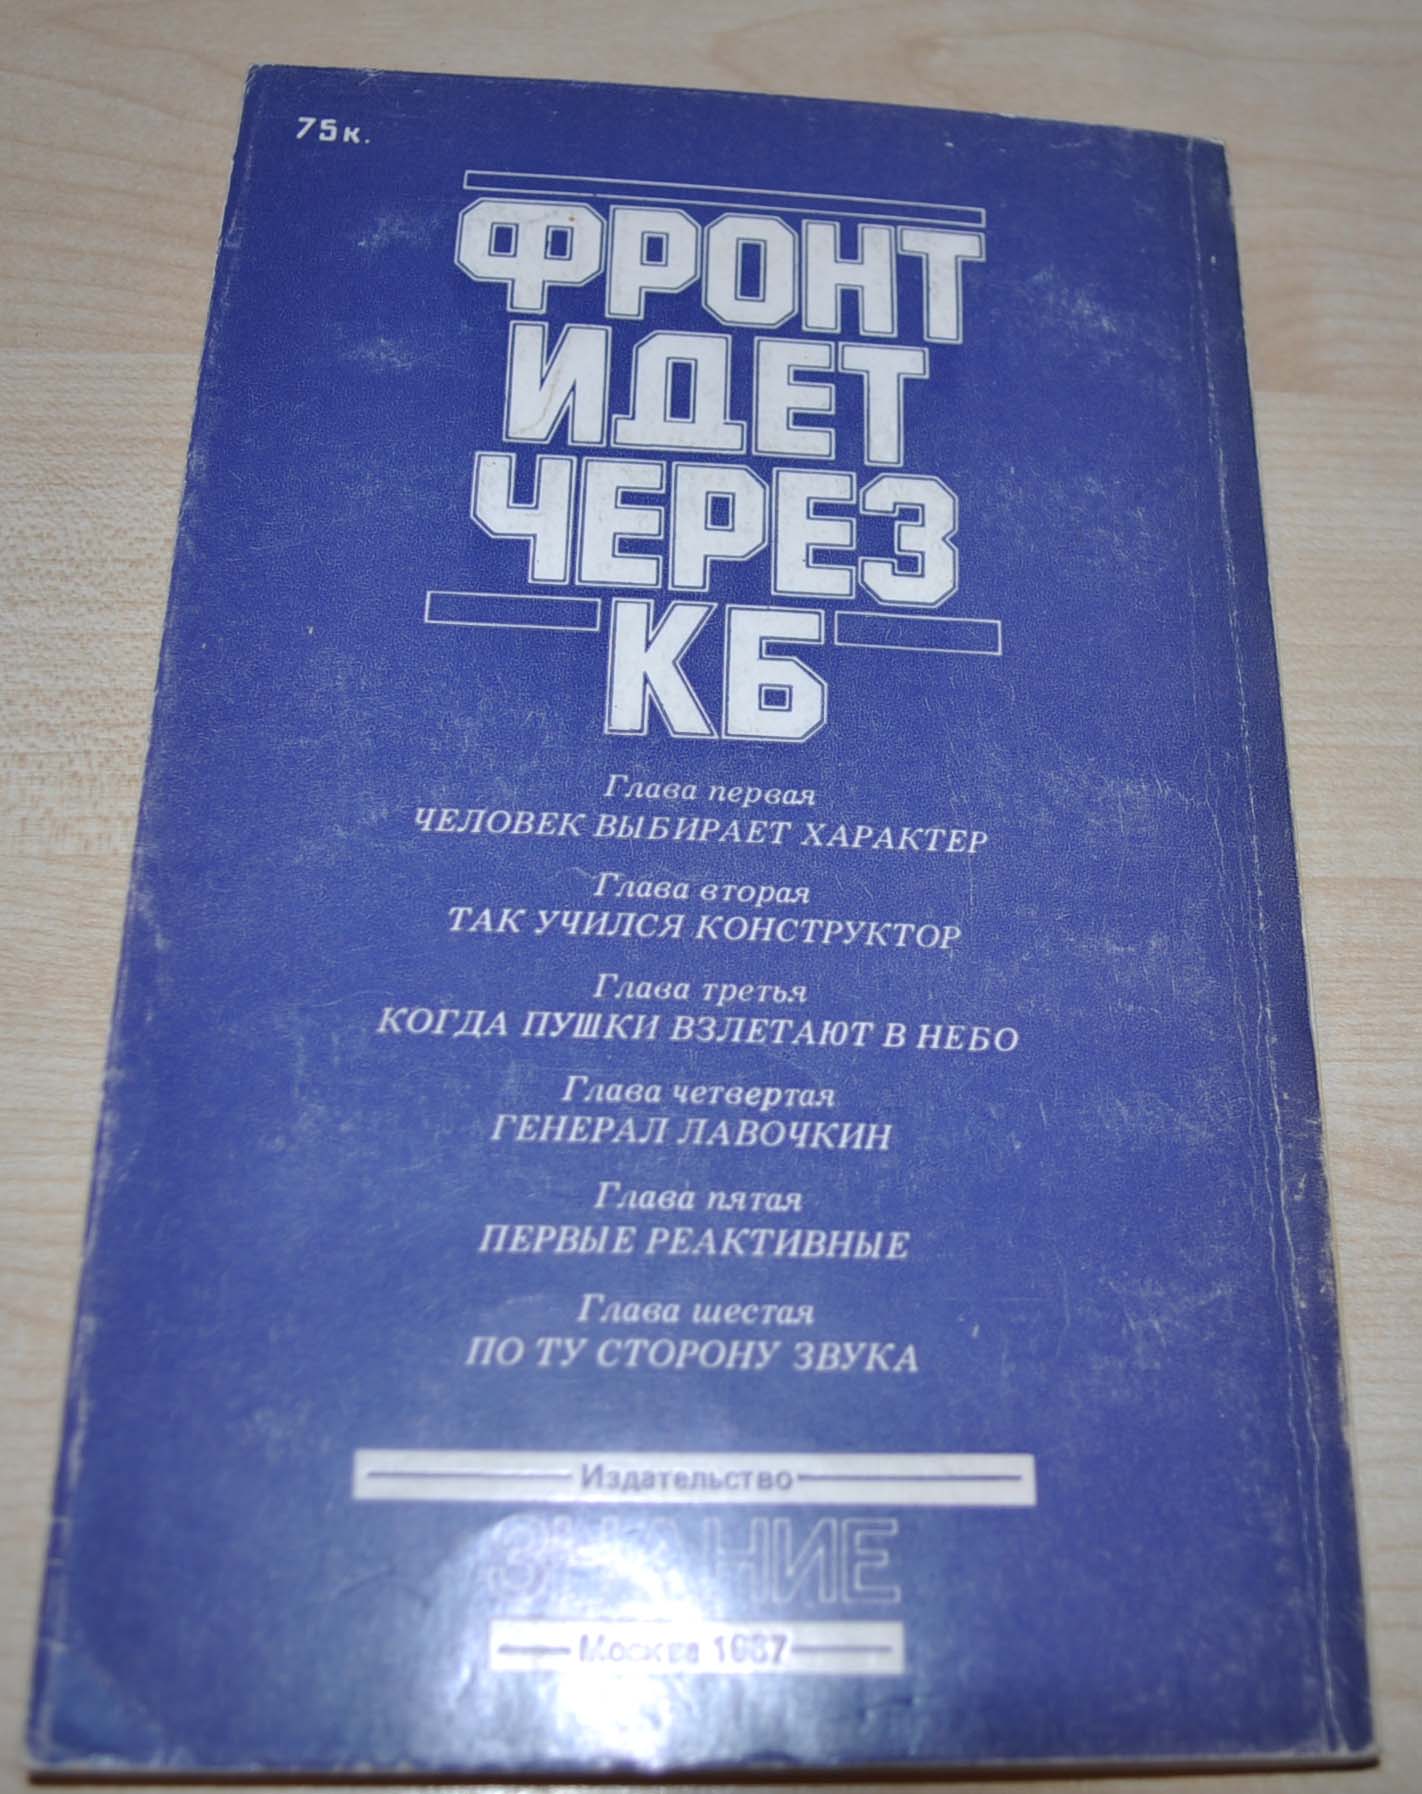 75к.
ФРОНТ
ИДЕТ
ЧЕРЕЗ
КБ
Глава первая
ЧЕЛОВЕК ВЫБИРАЕТ ХАРАКТЕР
Глава вторая
ТАК УЧИЛСЯ КОНСТРУКТОР
Глава третья
КОГДА ПУШКИ ВЗЛЕТАЮТ В НЕБО
Глава четвертая
ГЕНЕРАЛ ЛАВОЧКИН
Глава пятая
ПЕРВЫЕ РЕАКТИВНЫЕ
Глава шестая
ПО ТУ СТОРОНУ ЗВУКА
Издательство
ЗНАНИЕ
Москва 1987